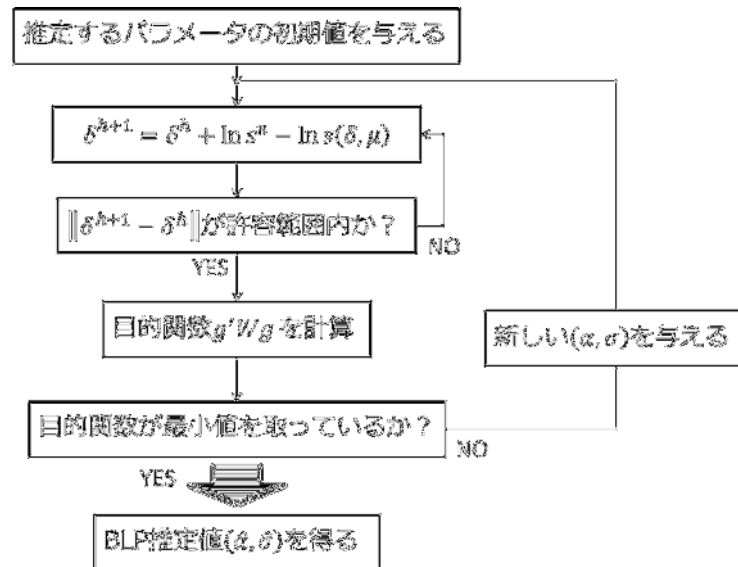 推定するパラメータの初期値を与える
δ^{h+1} = δ^h + ln s^n − ln s(δ, μ)
‖δ^{h+1} − δ^h‖が許容範囲内か？
NO
YES
目的関数g′Wgを計算
新しい(α, σ)を与える
目的関数が最小値を取っているか？
NO
YES
BLP推定値(α̂, σ̂)を得る